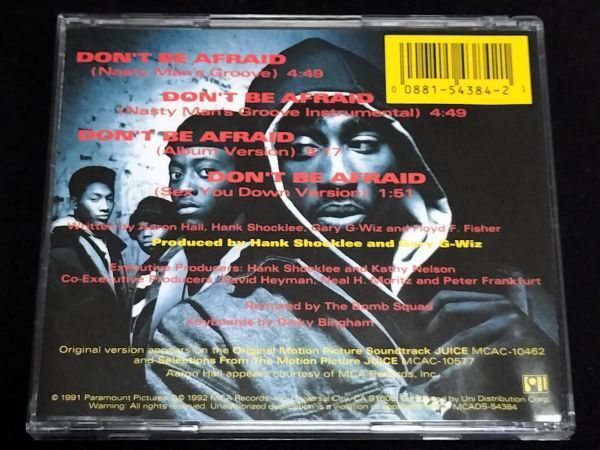 DON'T BE AFRAID
(Nasty Man's Groove) 4:49
DON'T BE AFRAID
(Nasty Man's Groove Instrumental) 4:49
DON'T BE AFRAID
(Album Version) 5:17
DON'T BE AFRAID
(Sex You Down Version) 1:51
Written by Aaron Hall, Hank Shocklee, Gary G-Wiz and Floyd F. Fisher
Produced by Hank Shocklee and Gary G-Wiz
Executive Producers: Hank Shocklee and Kathy Nelson
Co-Executive Producers: David Heyman, Neal H. Moritz and Peter Frankfurt
Remixed by The Bomb Squad
Keyboards by Dinky Bingham
Original version appears on the Original Motion Picture Soundtrack JUICE MCAC-10462
and Selections From The Motion Picture JUICE MCAC-10577
Aaron Hall appears courtesy of MCA Records, Inc.
© 1991 Paramount Pictures. ℗© 1992 MCA Records, Inc., Universal City, CA 91608. Distributed by Uni Distribution Corp.
Warning: All rights reserved. Unauthorized duplication is a violation of applicable laws. MCADS-54384
0 0881-54384-2 1